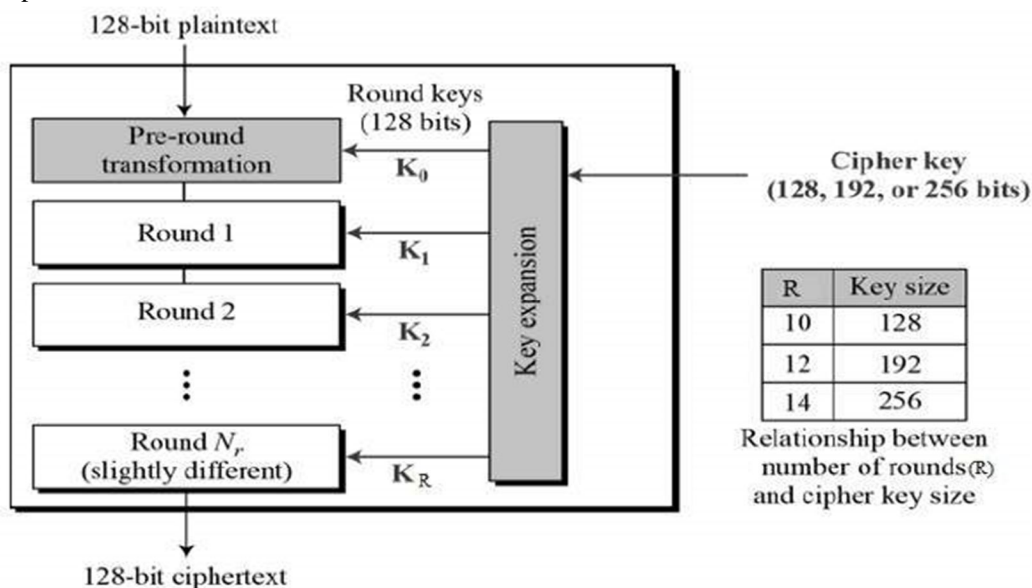 128-bit plaintext
Round keys
(128 bits)
Pre-round
transformation
K0
Cipher key
(128, 192, or 256 bits)
Round 1
K1
Round 2
K2
Key expansion
Round Nr
(slightly different)
KR
128-bit ciphertext
R Key size
10 128
12 192
14 256
Relationship between
number of rounds(R)
and cipher key size